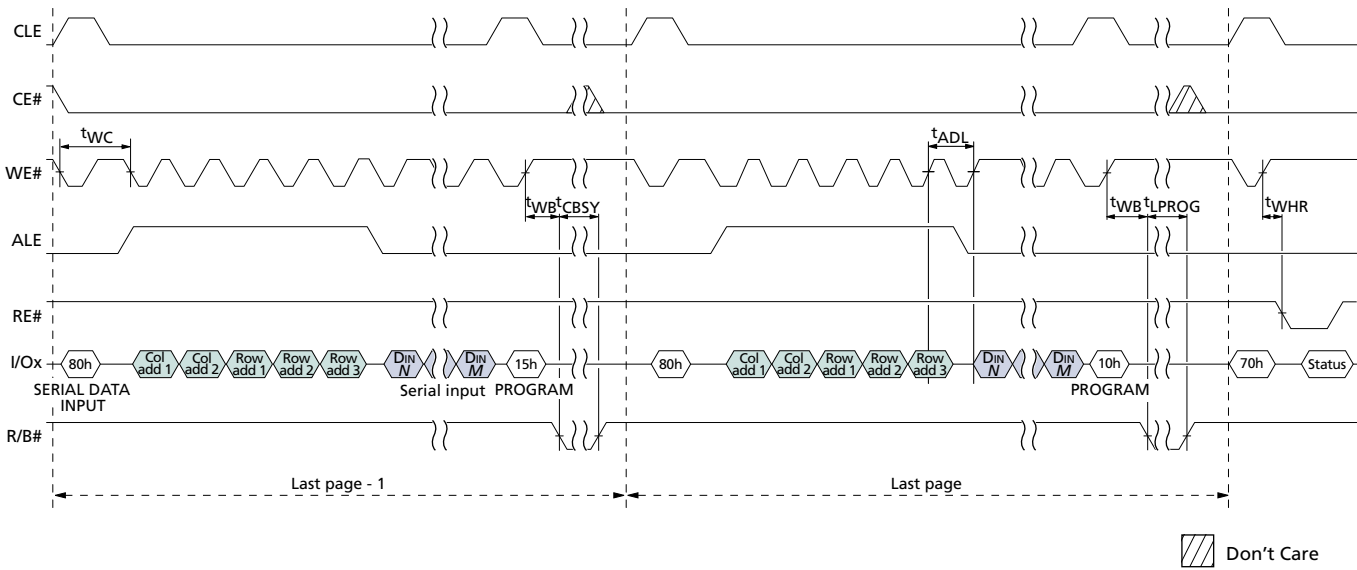 CLE
CE#
tWC
tADL
WE#
tWB tCBSY
tWB tLPROG
tWHR
ALE
RE#
I/Ox
80h
Col add 1
Col add 2
Row add 1
Row add 2
Row add 3
DIN N
DIN M
15h
80h
Col add 1
Col add 2
Row add 1
Row add 2
Row add 3
DIN N
DIN M
10h
70h
Status
SERIAL DATA INPUT
Serial input
PROGRAM
PROGRAM
R/B#
Last page - 1
Last page
Don't Care